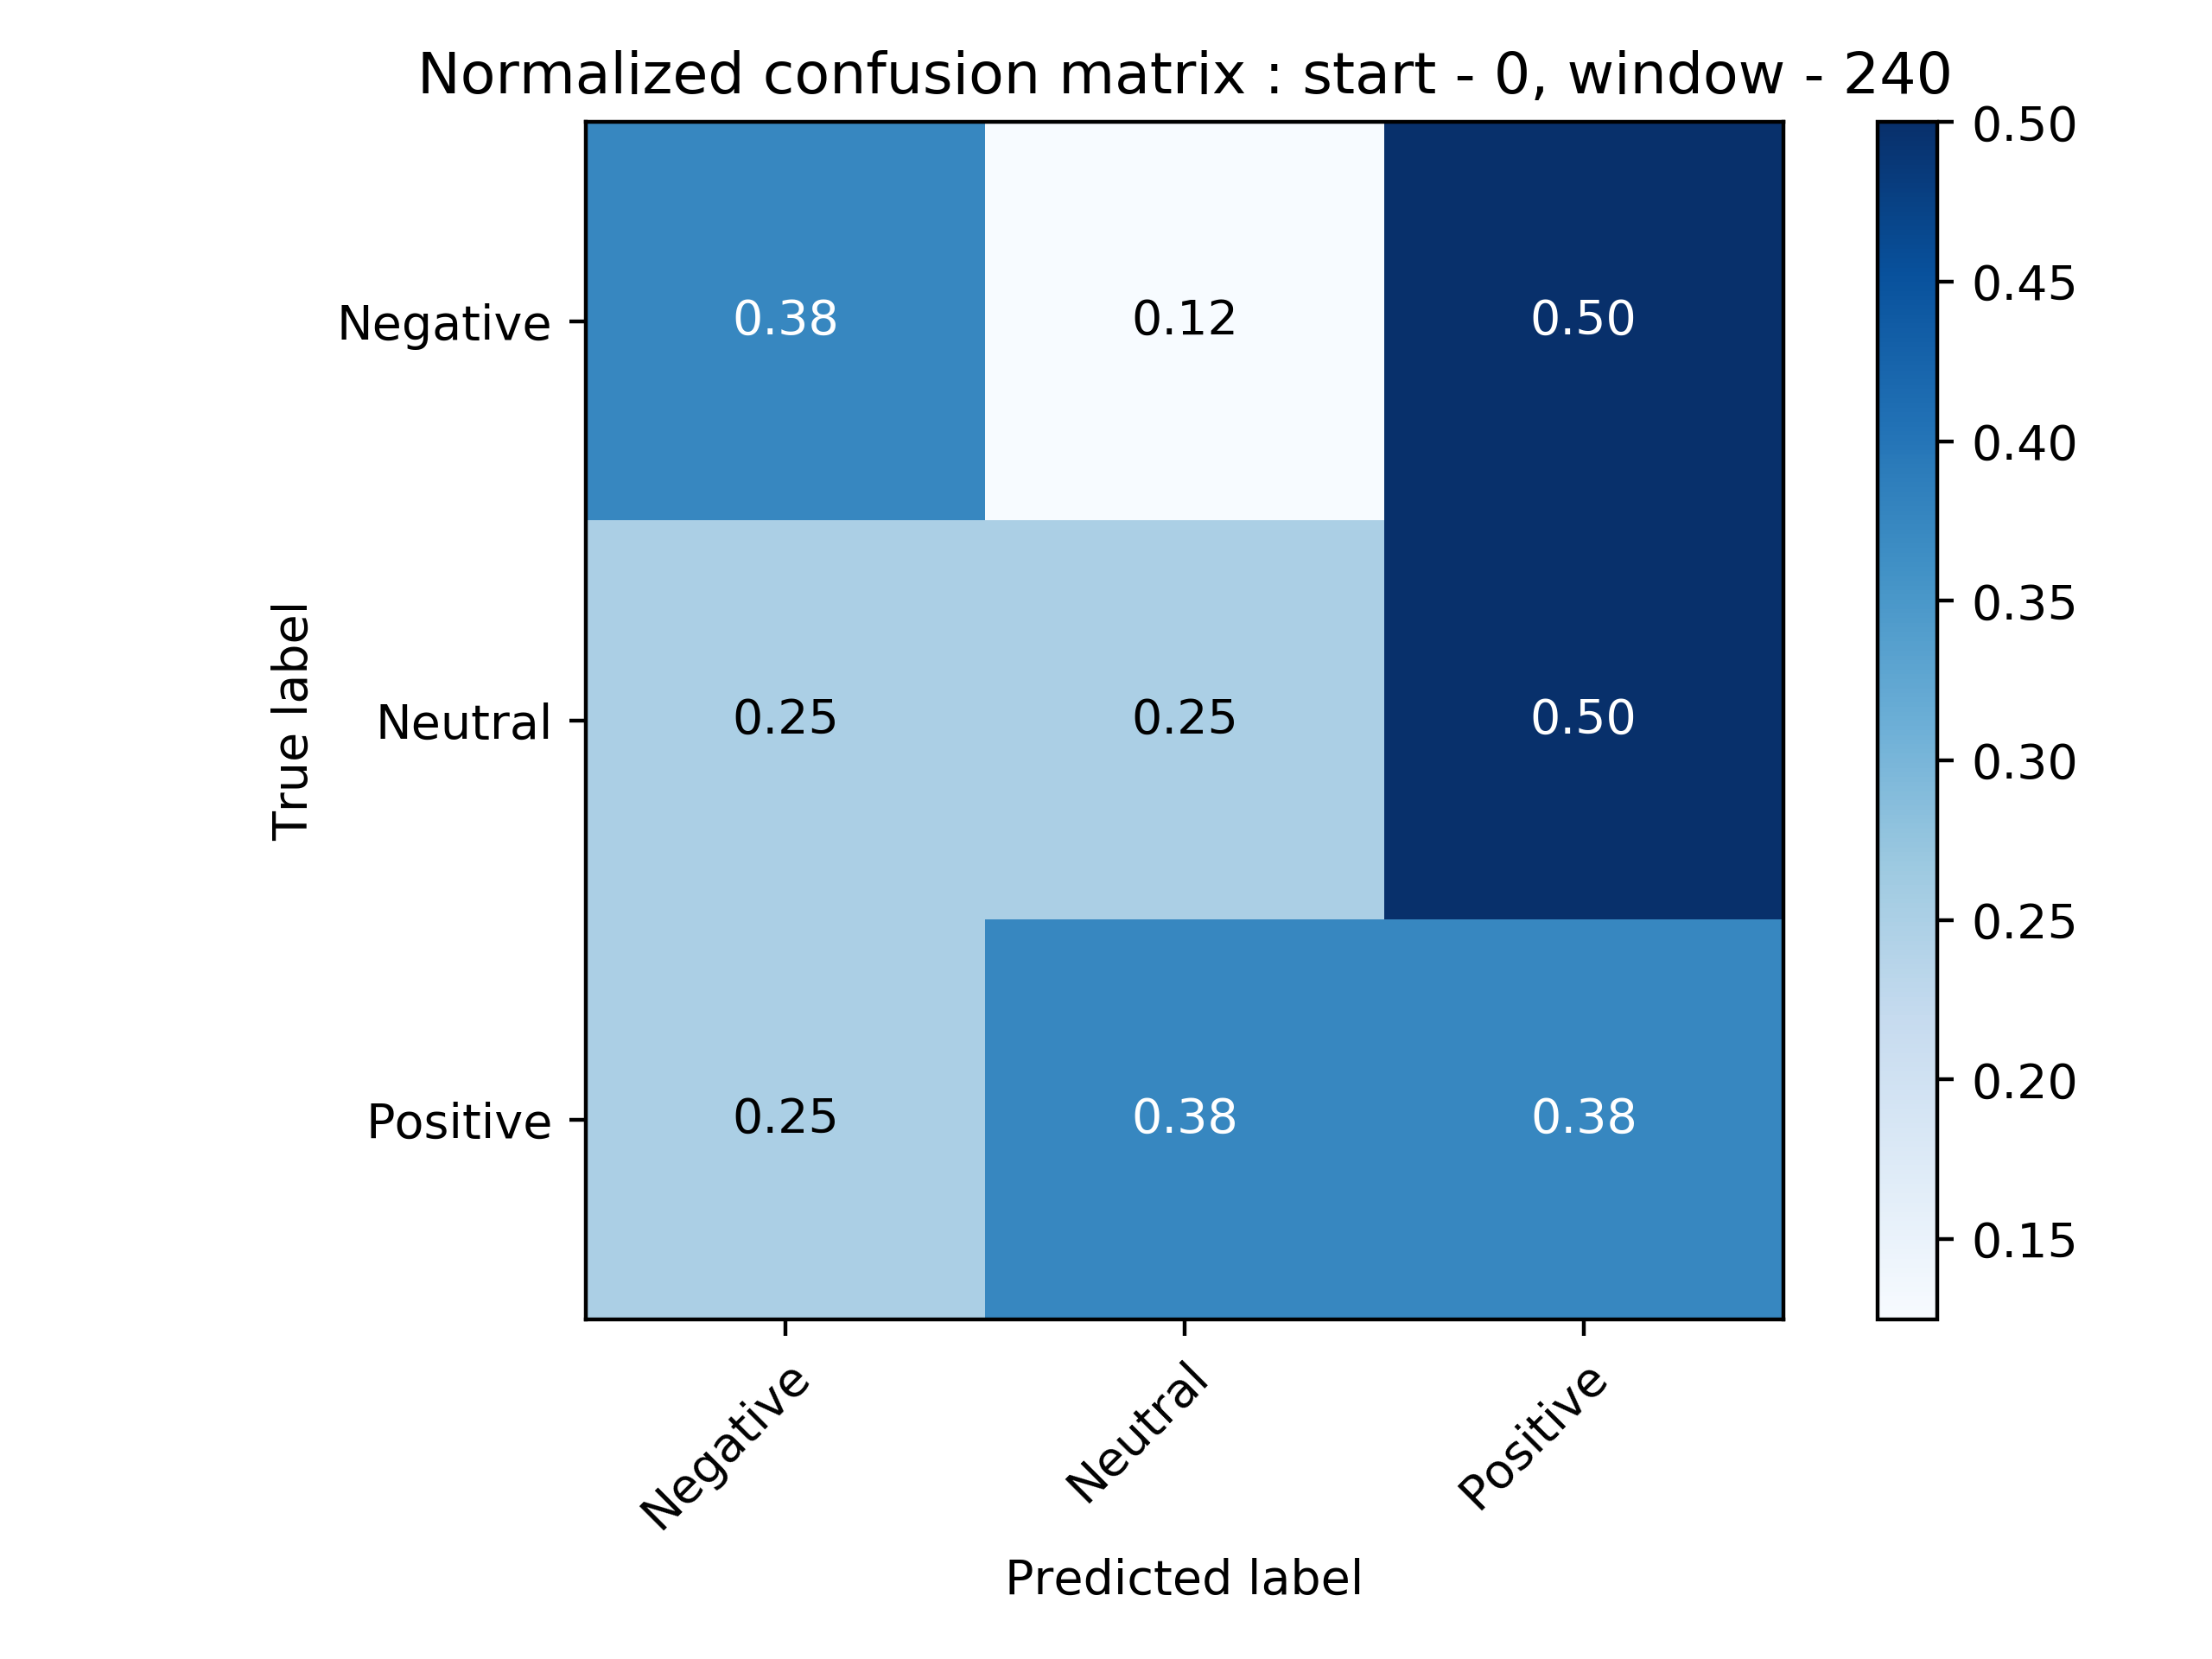 Normalized confusion matrix : start - 0, window - 240
True label
Negative
Neutral
Positive
0.38 0.12 0.50
0.25 0.25 0.50
0.25 0.38 0.38
Negative Neutral Positive
Predicted label
0.50
0.45
0.40
0.35
0.30
0.25
0.20
0.15